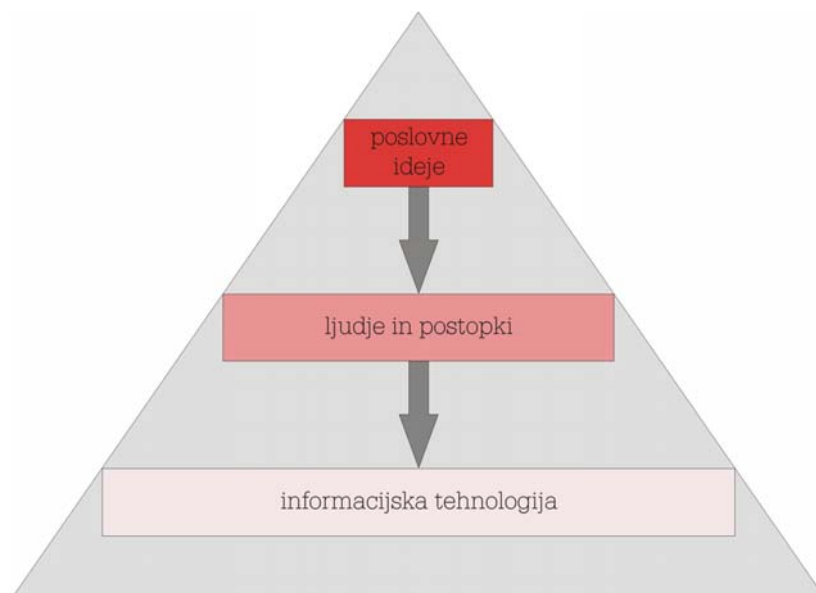 poslovne
ideje
ljudje in postopki
informacijska tehnologija